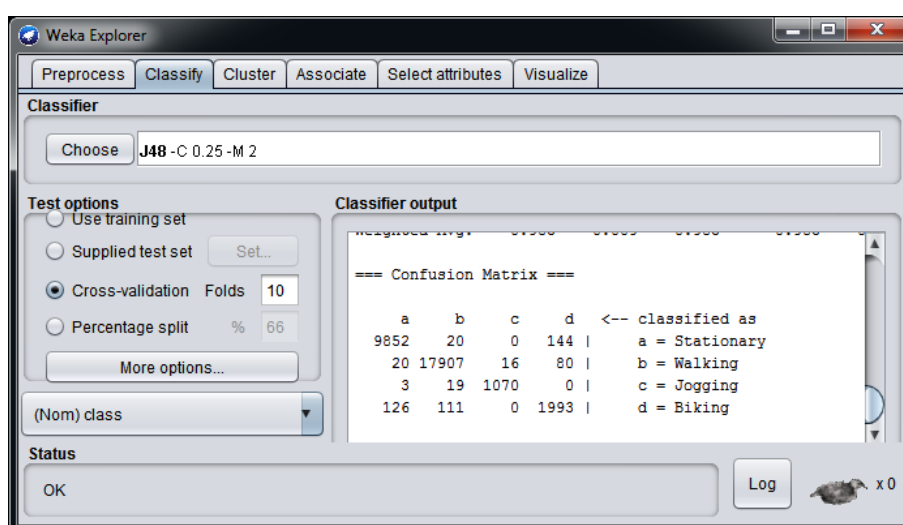 Weka Explorer
Preprocess Classify Cluster Associate Select attributes Visualize
Classifier
Choose J48 -C 0.25 -M 2
Test options
Use training set
Supplied test set Set...
Cross-validation Folds 10
Percentage split % 66
More options...
(Nom) class
Classifier output
=== Confusion Matrix ===
a b c d <-- classified as
9852 20 0 144 | a = Stationary
20 17907 16 80 | b = Walking
3 19 1070 0 | c = Jogging
126 111 0 1993 | d = Biking
Status
OK
Log x 0